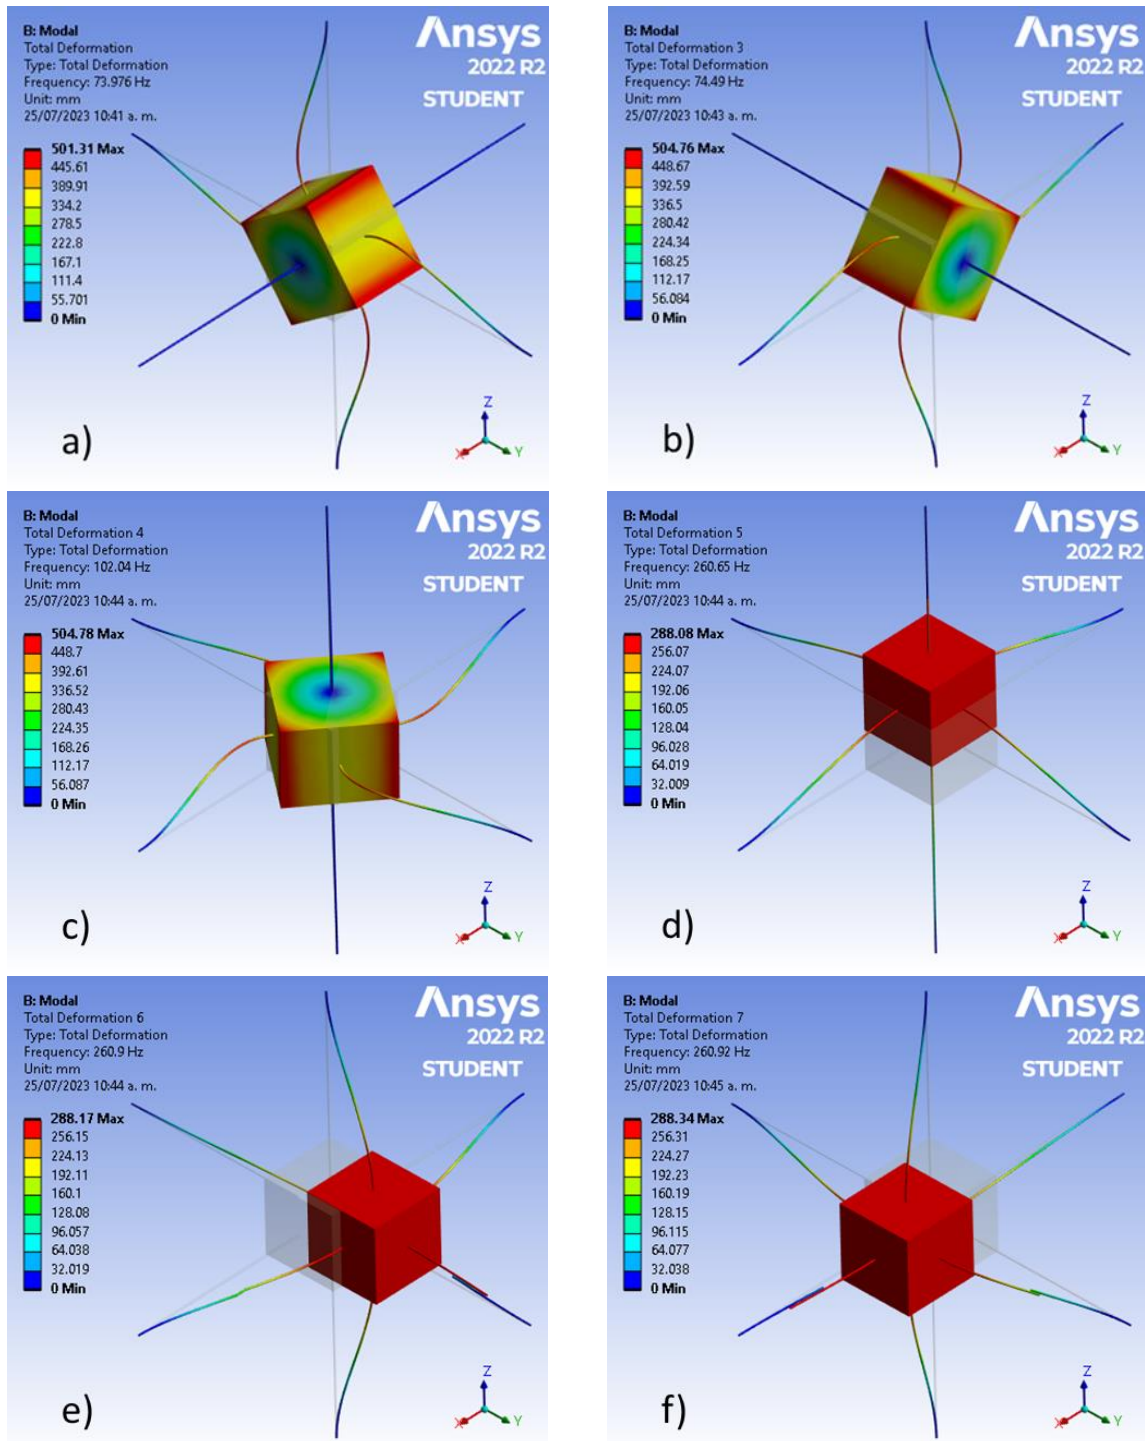 B: Modal
Total Deformation
Type: Total Deformation
Frequency: 73.976 Hz
Unit: mm
25/07/2023 10:41 a. m.
Ansys
2022 R2
STUDENT
501.31 Max
445.61
389.91
334.2
278.5
222.8
167.1
111.4
55.701
0 Min
Z
X
Y
a)
B: Modal
Total Deformation 3
Type: Total Deformation
Frequency: 74.49 Hz
Unit: mm
25/07/2023 10:43 a. m.
Ansys
2022 R2
STUDENT
504.76 Max
448.67
392.59
336.5
280.42
224.34
168.25
112.17
56.084
0 Min
Z
X
Y
b)
B: Modal
Total Deformation 4
Type: Total Deformation
Frequency: 102.04 Hz
Unit: mm
25/07/2023 10:44 a. m.
Ansys
2022 R2
STUDENT
504.78 Max
448.7
392.61
336.52
280.43
224.35
168.26
112.17
56.087
0 Min
Z
X
Y
c)
B: Modal
Total Deformation 5
Type: Total Deformation
Frequency: 260.65 Hz
Unit: mm
25/07/2023 10:44 a. m.
Ansys
2022 R2
STUDENT
288.08 Max
256.07
224.07
192.06
160.05
128.04
96.028
64.019
32.009
0 Min
Z
X
Y
d)
B: Modal
Total Deformation 6
Type: Total Deformation
Frequency: 260.9 Hz
Unit: mm
25/07/2023 10:44 a. m.
Ansys
2022 R2
STUDENT
288.17 Max
256.15
224.13
192.11
160.1
128.08
96.057
64.038
32.019
0 Min
Z
X
Y
e)
B: Modal
Total Deformation 7
Type: Total Deformation
Frequency: 260.92 Hz
Unit: mm
25/07/2023 10:45 a. m.
Ansys
2022 R2
STUDENT
288.34 Max
256.31
224.27
192.23
160.19
128.15
96.115
64.077
32.038
0 Min
Z
X
Y
f)